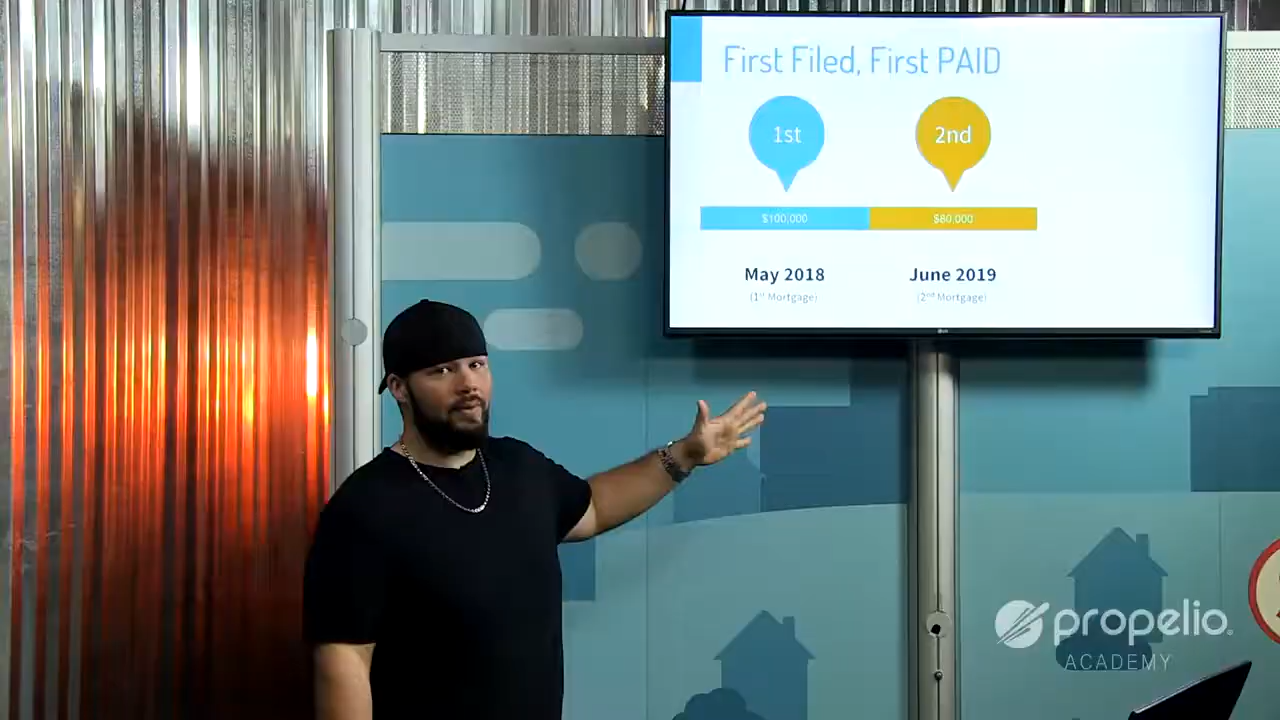 First Filed, First PAID
1st
2nd
$100,000
$80,000
May 2018
June 2019
(1st Mortgage)
(2nd Mortgage)
LG
propelio
ACADEMY